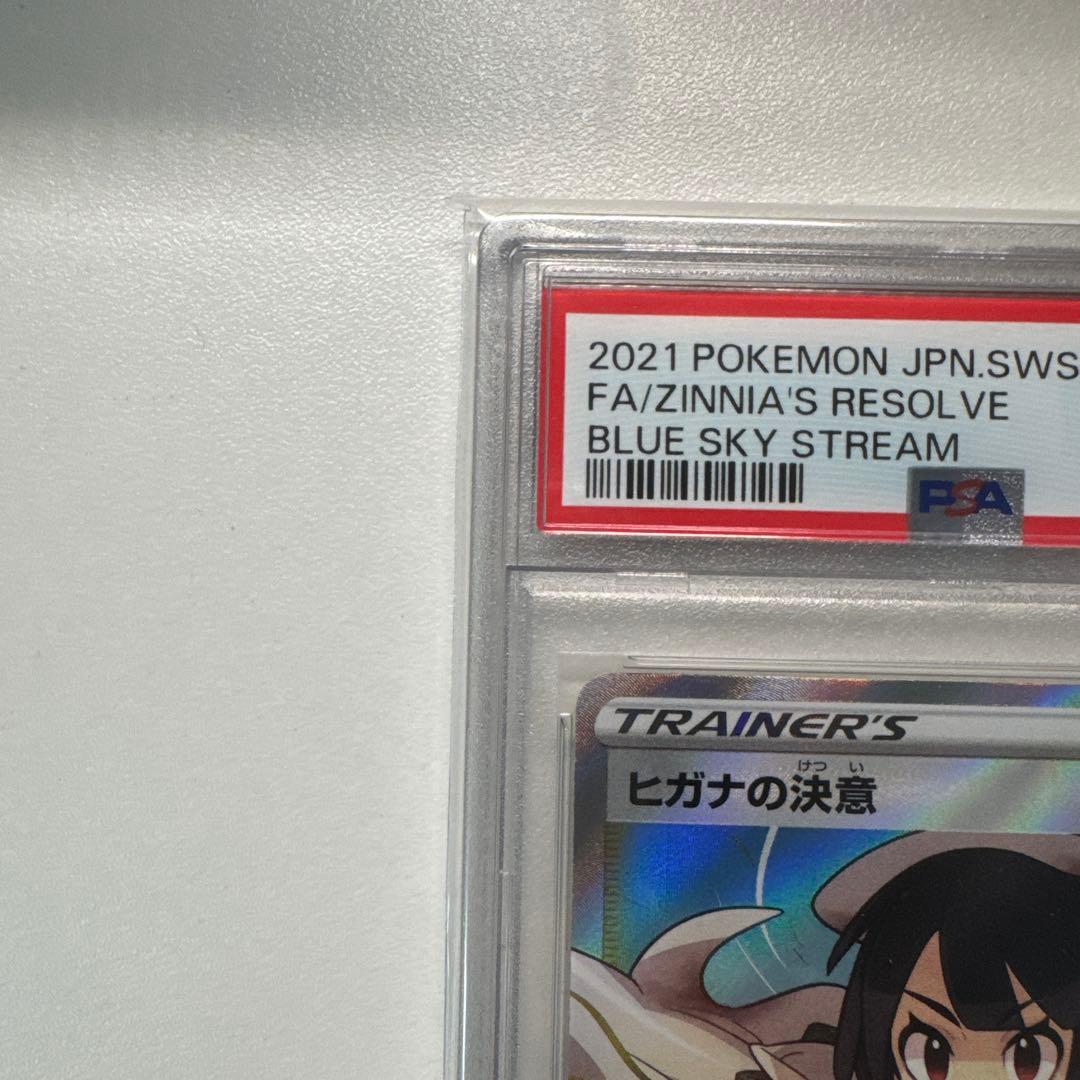 2021 POKEMON JPN.SWS
FA/ZINNIA'S RESOLVE
BLUE SKY STREAM
PSA
TRAINER'S
けつ い
ヒガナの決意